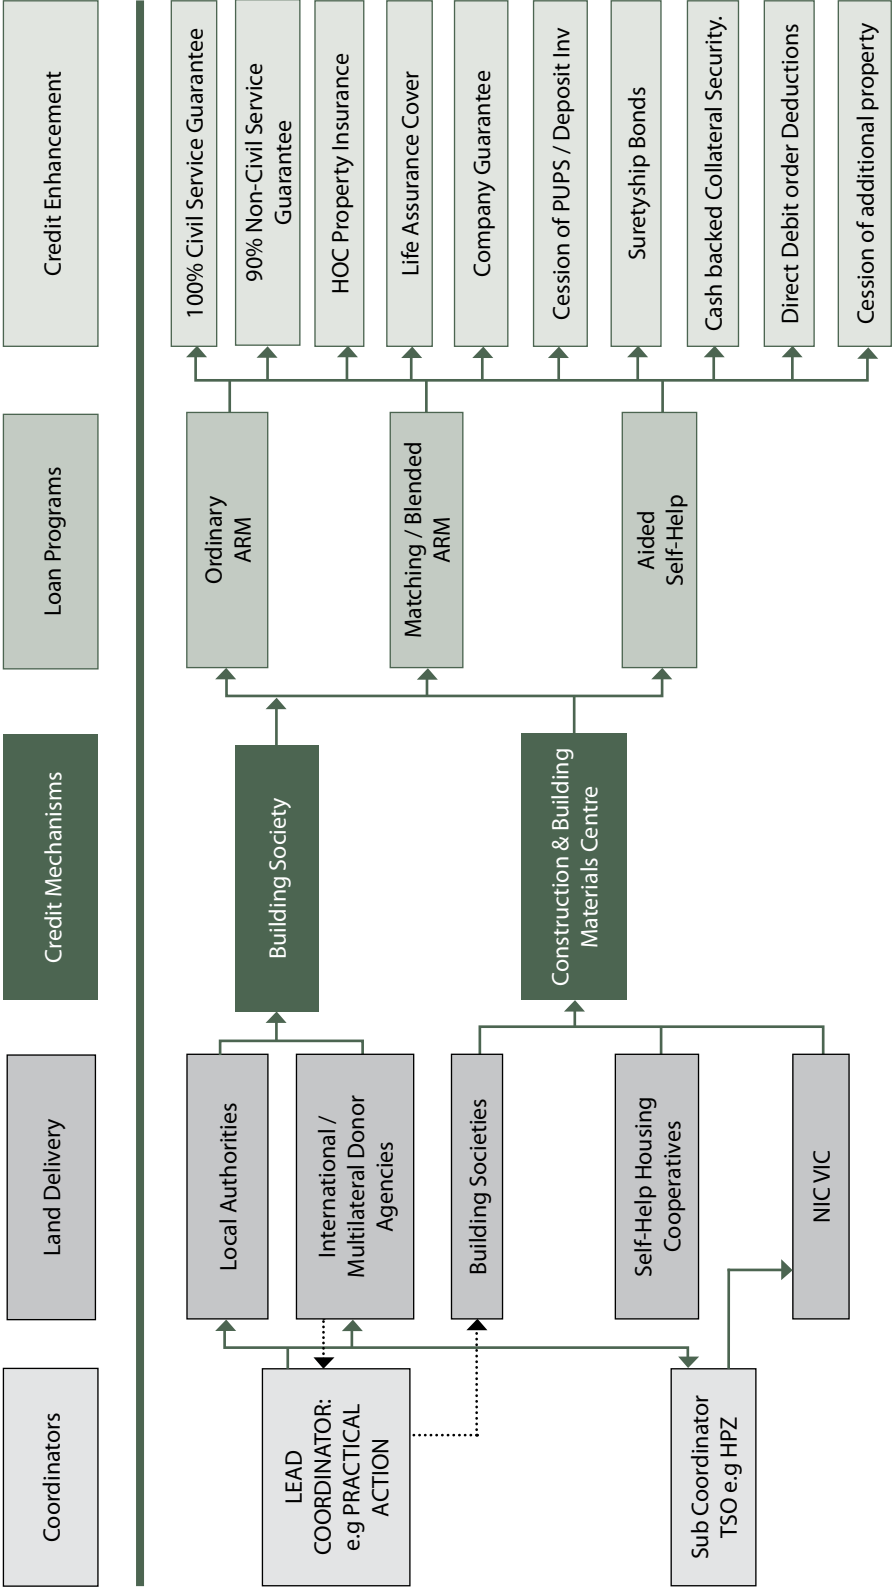 Coordinators
Land Delivery
Credit Mechanisms
Loan Programs
Credit Enhancement
LEAD
COORDINATOR:
e.g PRACTICAL
ACTION
Sub Coordinator
TSO e.g HPZ
Local Authorities
International /
Multilateral Donor
Agencies
Building Societies
Self-Help Housing
Cooperatives
NIC VIC
Building Society
Construction & Building
Materials Centre
Ordinary
ARM
Matching / Blended
ARM
Aided
Self-Help
100% Civil Service Guarantee
90% Non-Civil Service
Guarantee
HOC Property Insurance
Life Assurance Cover
Company Guarantee
Cession of PUPS / Deposit Inv
Suretyship Bonds
Cash backed Collateral Security.
Direct Debit order Deductions
Cession of additional property